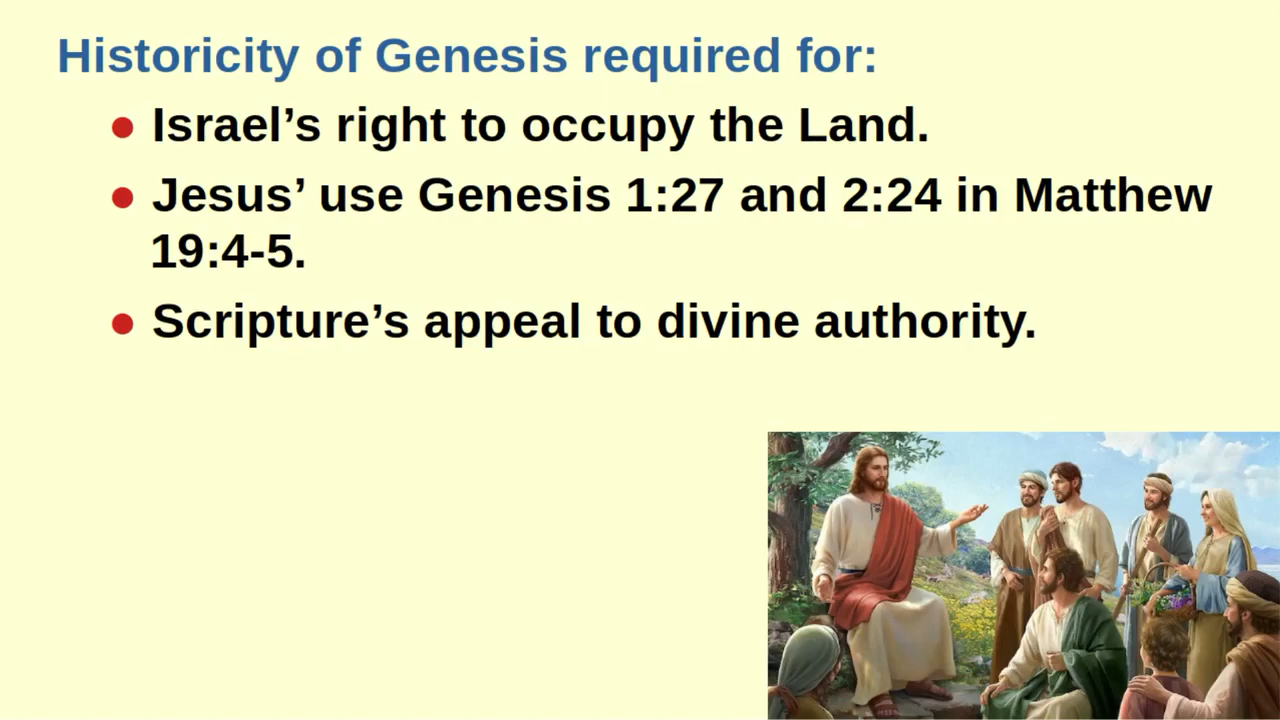 Historicity of Genesis required for:
● Israel’s right to occupy the Land.
● Jesus’ use Genesis 1:27 and 2:24 in Matthew
19:4-5.
● Scripture’s appeal to divine authority.